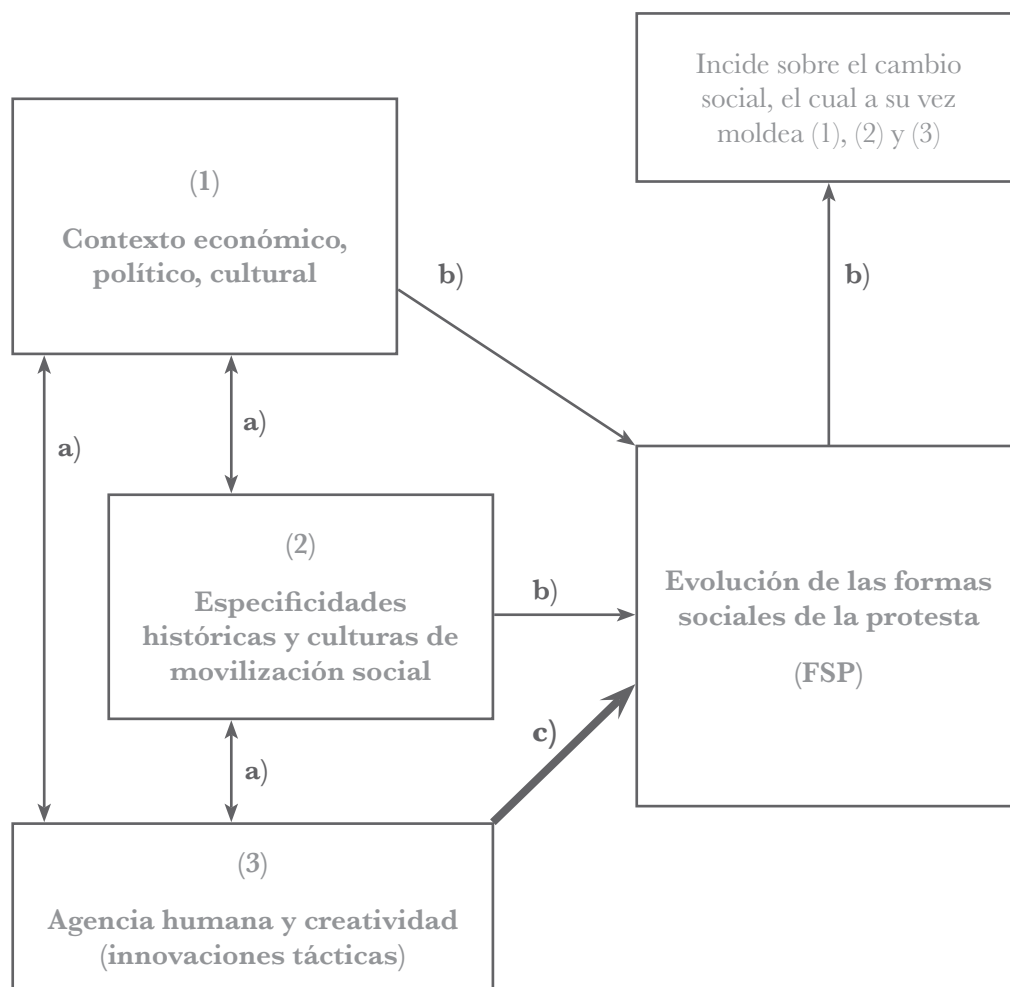 Incide sobre el cambio
social, el cual a su vez
moldea (1), (2) y (3)
(1)
Contexto económico,
político, cultural
b)
b)
a)
a)
(2)
Especificidades
históricas y culturas de
movilización social
b)
Evolución de las formas
sociales de la protesta
(FSP)
c)
a)
(3)
Agencia humana y creatividad
(innovaciones tácticas)